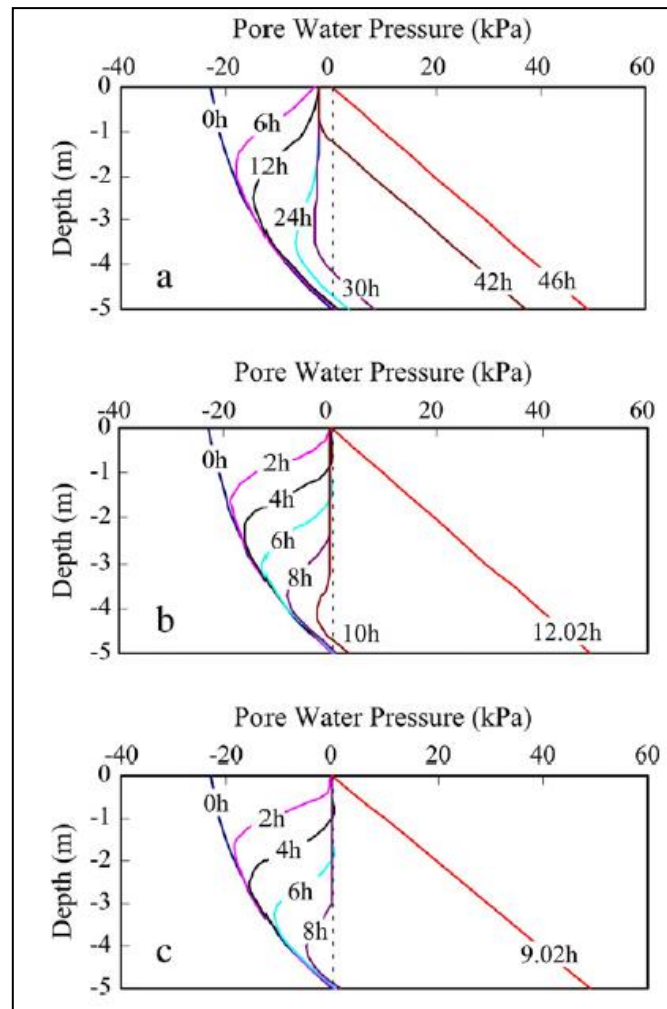 Pore Water Pressure (kPa)
-40 -20 0 20 40 60
0
0h
6h
-1
12h
-2
Depth (m)
24h
-3
-4
a
30h
42h
46h
-5
Pore Water Pressure (kPa)
-40 -20 0 20 40 60
0
0h
2h
-1
4h
-2
Depth (m)
6h
-3
8h
-4
b
10h
12.02h
-5
Pore Water Pressure (kPa)
-40 -20 0 20 40 60
0
0h
2h
-1
4h
-2
Depth (m)
6h
-3
8h
-4
c
9.02h
-5